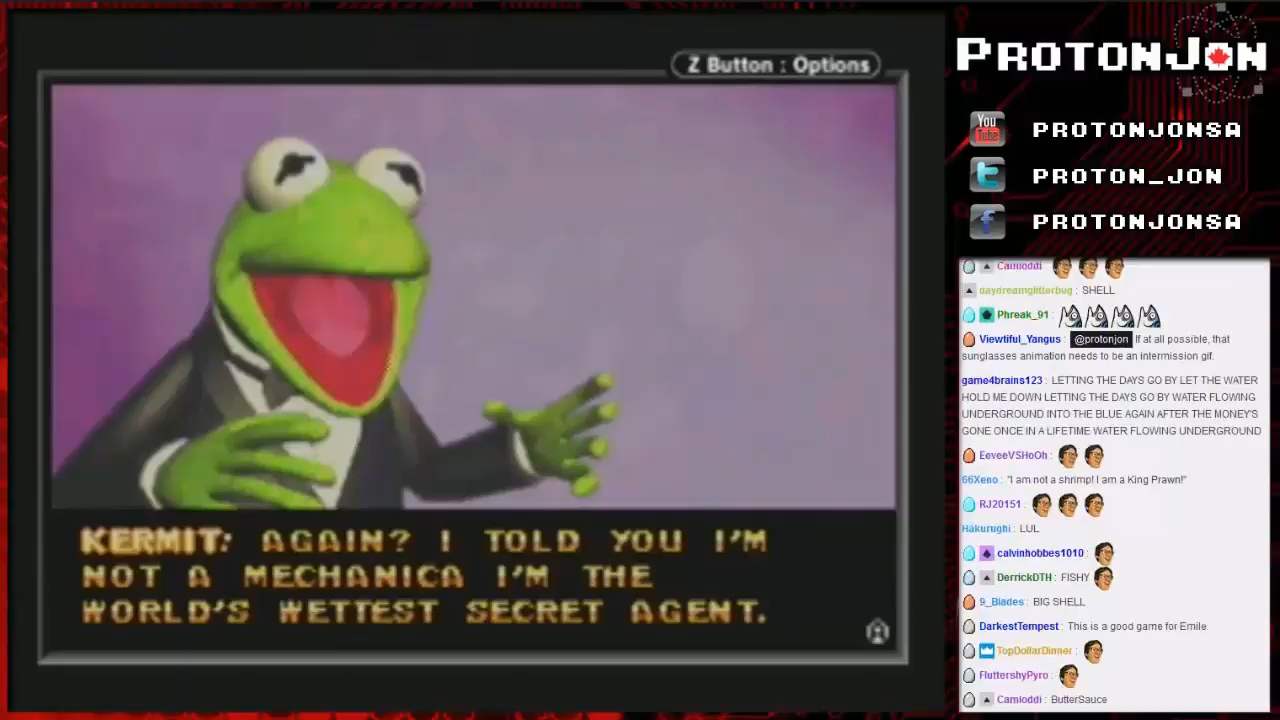 Z Button : Options
KERMIT: AGAIN? I TOLD YOU I'M
NOT A MECHANICA I'M THE
WORLD'S WETTEST SECRET AGENT.
A
PROTONJON
You Tube PROTONJONSA
PROTON_JON
PROTONJONSA
Camioddi
daydreamglitterbug : SHELL
Phreak_91 :
Viewtiful_Yangus : @protonjon If at all possible, that
sunglasses animation needs to be an intermission gif.
game4brains123 : LETTING THE DAYS GO BY LET THE WATER
HOLD ME DOWN LETTING THE DAYS GO BY WATER FLOWING
UNDERGROUND INTO THE BLUE AGAIN AFTER THE MONEY'S
GONE ONCE IN A LIFETIME WATER FLOWING UNDERGROUND
EeveeVSHoOh :
66Xeno : "I am not a shrimp! I am a King Prawn!"
RJ20151 :
Hakurughi : LUL
calvinhobbes1010 :
DerrickDTH : FISHY
9_Blades : BIG SHELL
DarkestTempest : This is a good game for Emile
TopDollarDinner :
FluttershyPyro :
Camioddi : ButterSauce